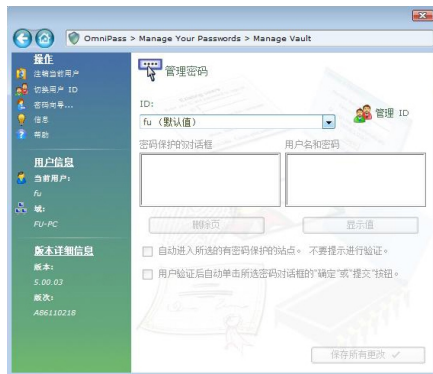 OmniPass > Manage Your Passwords > Manage Vault
操作
注销当前用户
切换用户 ID
密码向导...
信息
帮助
用户信息
当前用户:
fu
域:
FU-PC
版本详细信息
版本:
5.00.03
版次:
A86110218
管理密码
ID:
fu (默认值)
管理 ID
密码保护的对话框
用户名和密码
删除页
显示值
自动进入所选的有密码保护的站点。 不要提示进行验证。
用户验证后自动单击所选密码对话框的“确定”或“提交”按钮。
保存所有更改